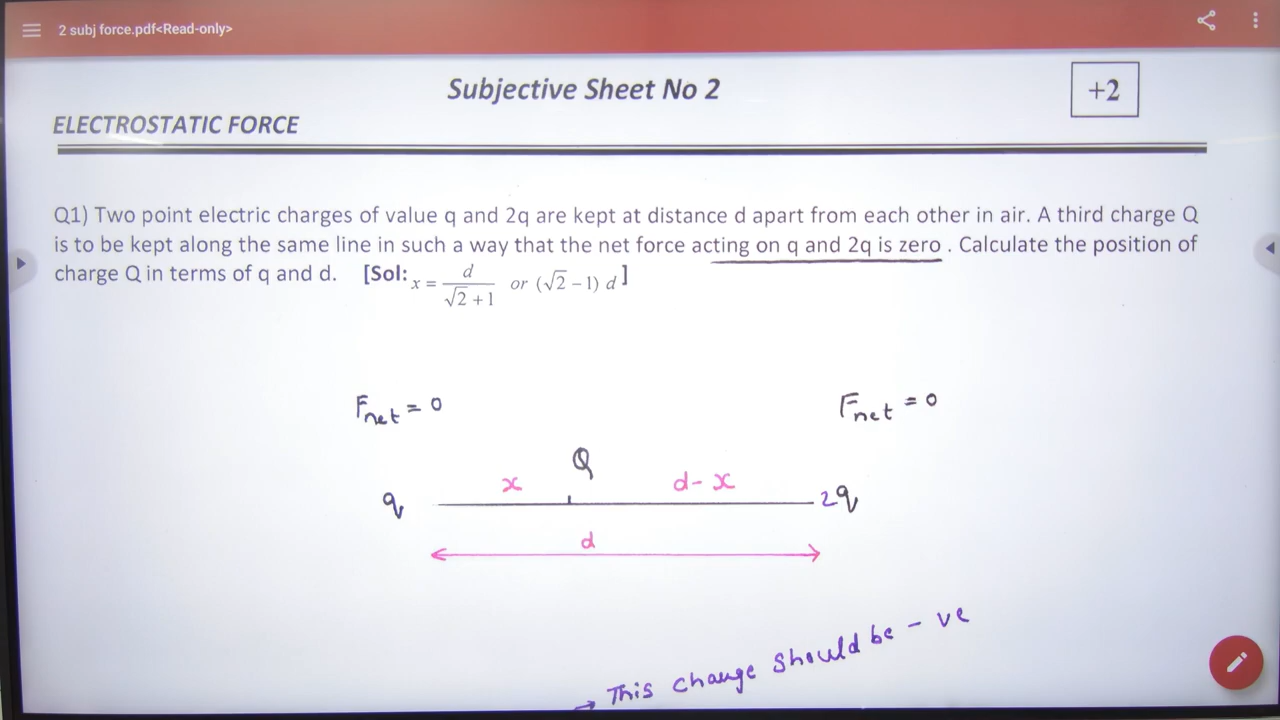 2 subj force.pdf<Read-only>
Subjective Sheet No 2
+2
ELECTROSTATIC FORCE
Q1) Two point electric charges of value q and 2q are kept at distance d apart from each other in air. A third charge Q
is to be kept along the same line in such a way that the net force acting on q and 2q is zero . Calculate the position of
charge Q in terms of q and d. [Sol: x = d/(√2 + 1) or (√2 – 1) d ]
Fnet = 0
Fnet = 0
Q
x
d - x
q
2q
d
→ This change should be - ve